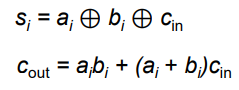 sᵢ = aᵢ ⊕ bᵢ ⊕ cᵢₙ
cₒᵤₜ = aᵢbᵢ + (aᵢ + bᵢ)cᵢₙ